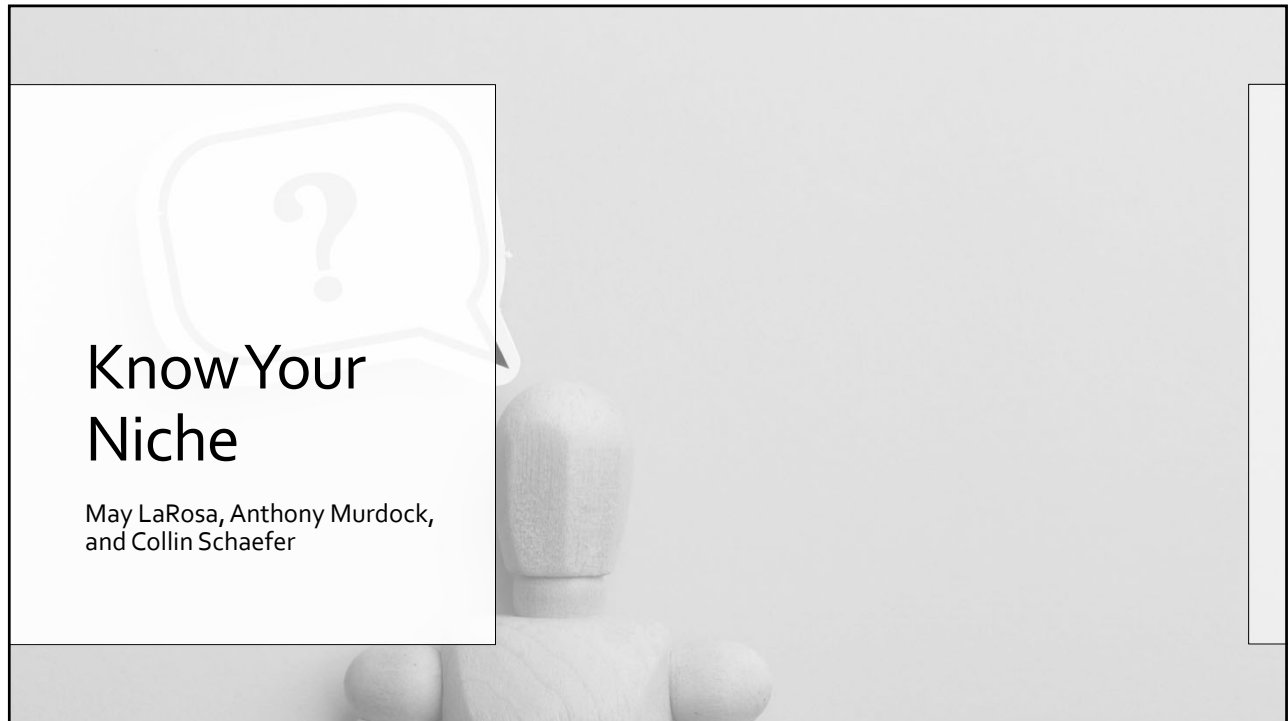 Know Your
Niche
May LaRosa, Anthony Murdock,
and Collin Schaefer
?